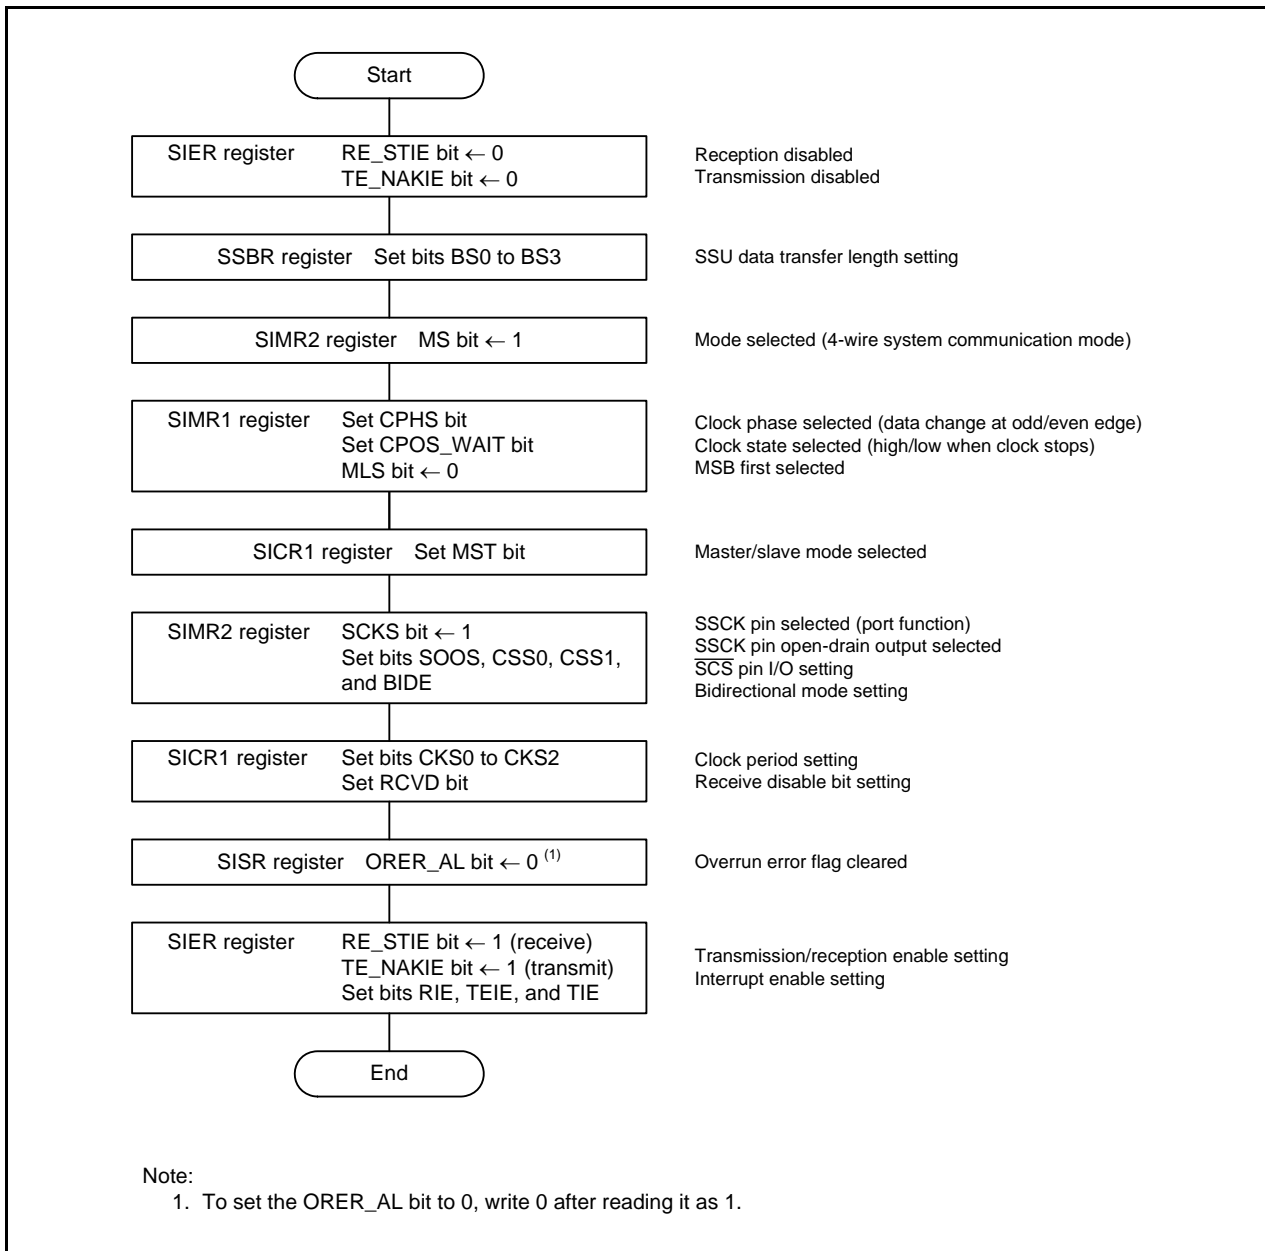 Start
SIER register RE_STIE bit ← 0 Reception disabled
TE_NAKIE bit ← 0 Transmission disabled
SSBR register Set bits BS0 to BS3 SSU data transfer length setting
SIMR2 register MS bit ← 1 Mode selected (4-wire system communication mode)
SIMR1 register Set CPHS bit Clock phase selected (data change at odd/even edge)
Set CPOS_WAIT bit Clock state selected (high/low when clock stops)
MLS bit ← 0 MSB first selected
SICR1 register Set MST bit Master/slave mode selected
SIMR2 register SCKS bit ← 1 SSCK pin selected (port function)
Set bits SOOS, CSS0, CSS1, SSCK pin open-drain output selected
and BIDE S̅C̅S̅ pin I/O setting
Bidirectional mode setting
SICR1 register Set bits CKS0 to CKS2 Clock period setting
Set RCVD bit Receive disable bit setting
SISR register ORER_AL bit ← 0 (1) Overrun error flag cleared
SIER register RE_STIE bit ← 1 (receive)
TE_NAKIE bit ← 1 (transmit) Transmission/reception enable setting
Set bits RIE, TEIE, and TIE Interrupt enable setting
End
Note:
1. To set the ORER_AL bit to 0, write 0 after reading it as 1.